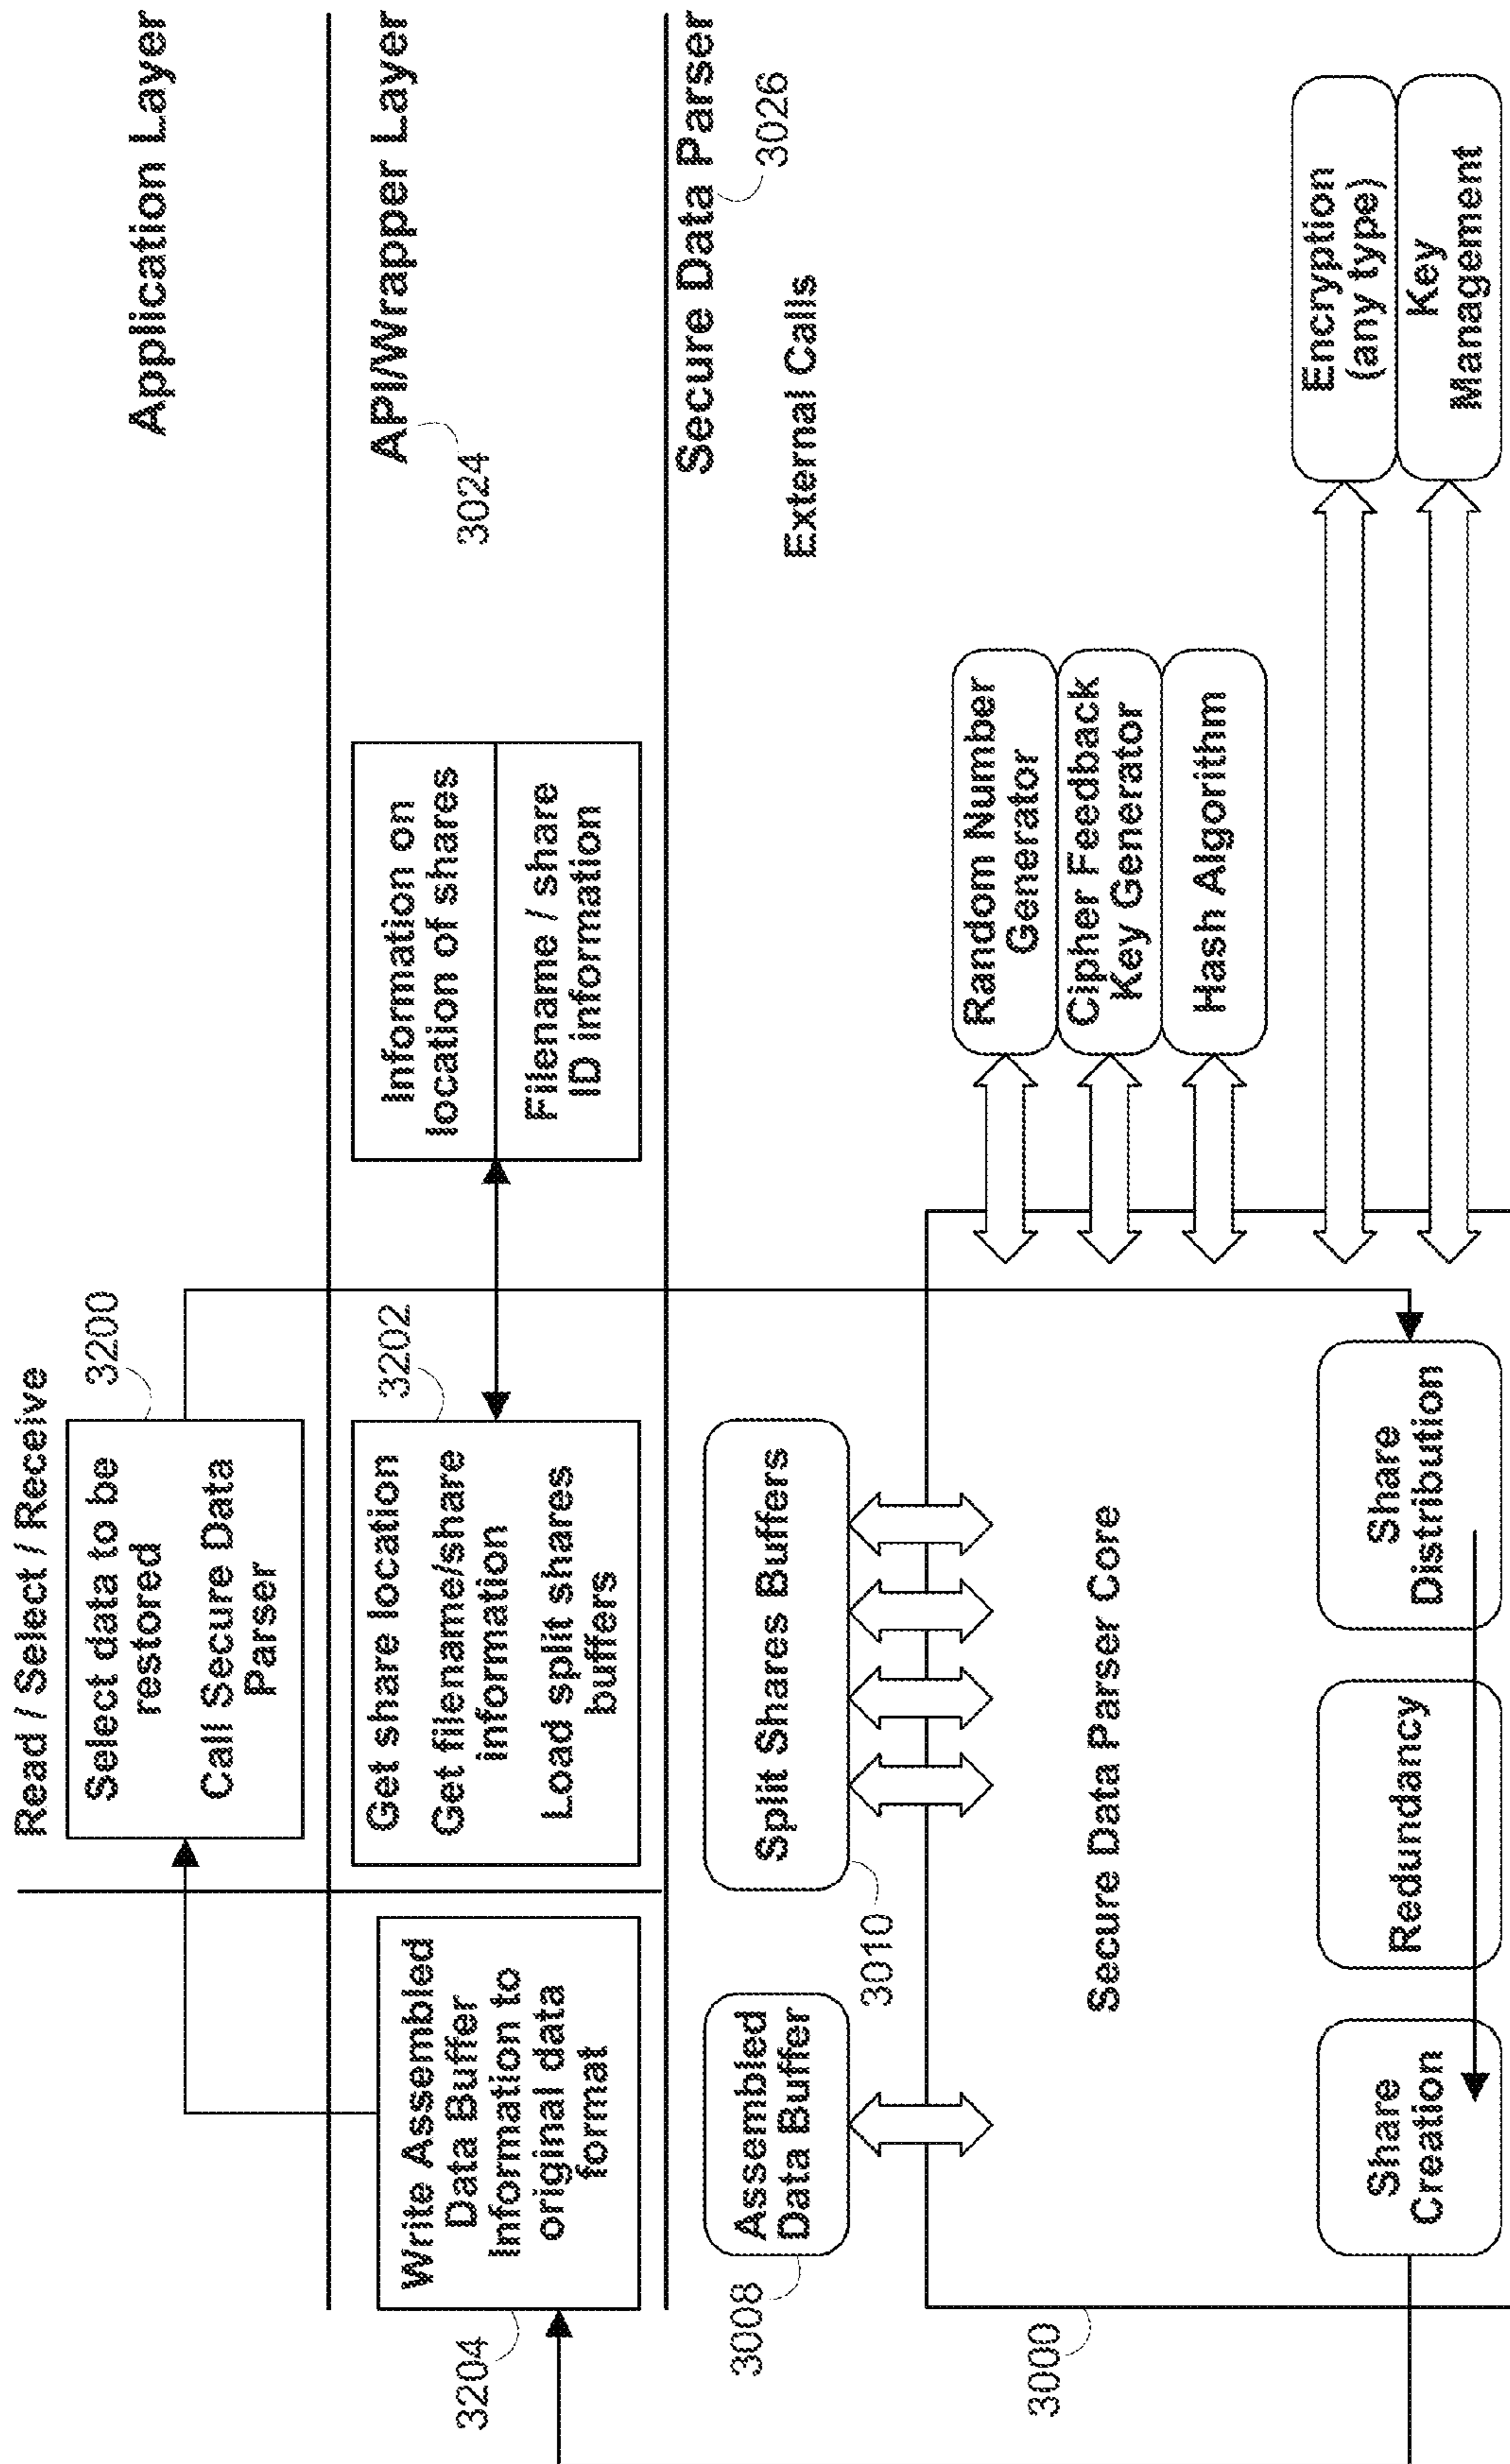 Read / Select / Receive
3200
Select data to be
restored
Call Secure Data
Parser
Application Layer
3204
Write Assembled
Data Buffer
Information to
original data
format
3202
Get share location
Get filename/share
information
Load split shares
buffers
Information on
location of shares
Filename / share
ID information
API/Wrapper Layer
3024
Secure Data Parser
3026
3008
Assembled
Data Buffer
3010
Split Shares Buffers
External Calls
3000
Secure Data Parser Core
Random Number
Generator
Cipher Feedback
Key Generator
Hash Algorithm
Encryption
(any type)
Key
Management
Share
Creation
Redundancy
Share
Distribution